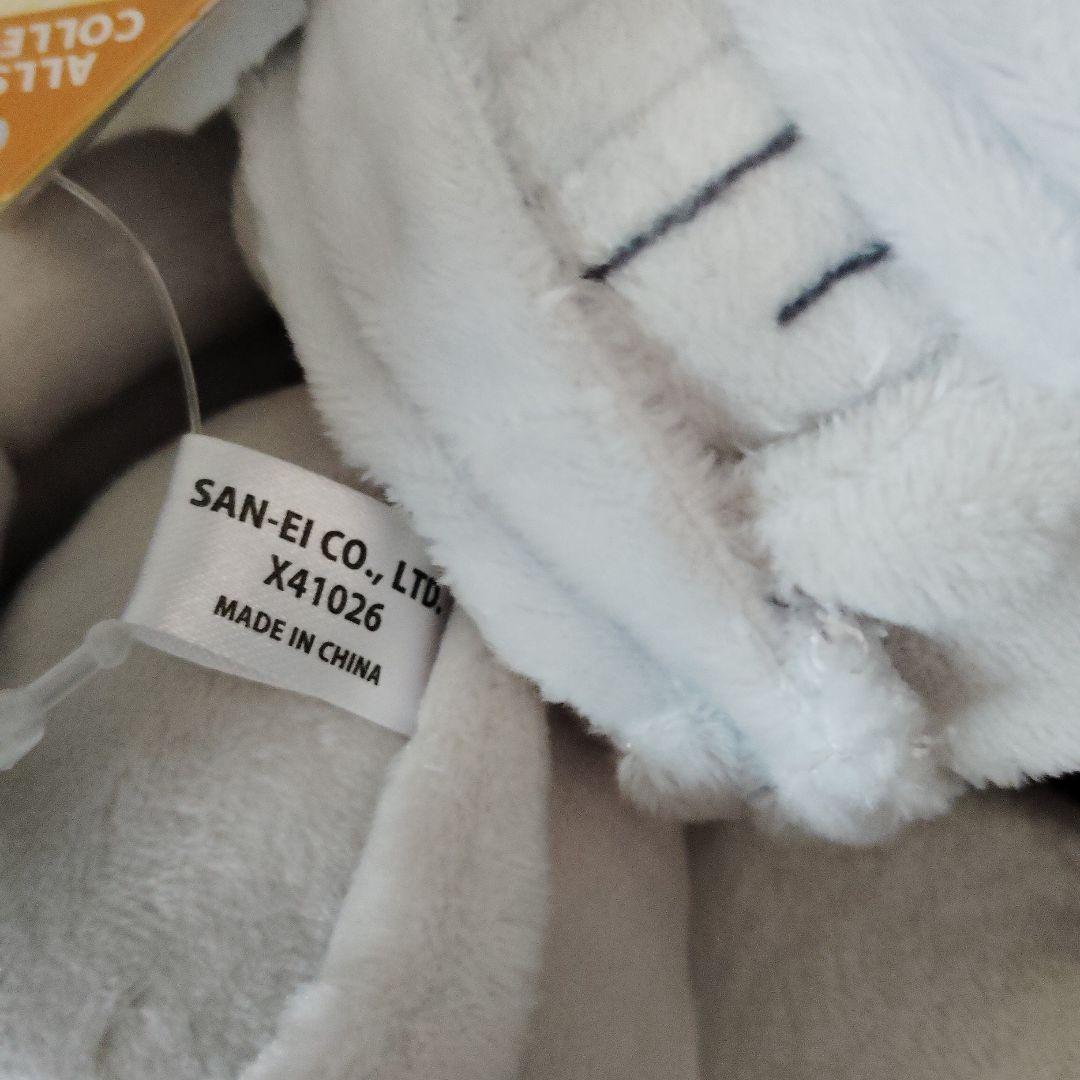 SAN-EI CO., LTD.
X41026
MADE IN CHINA